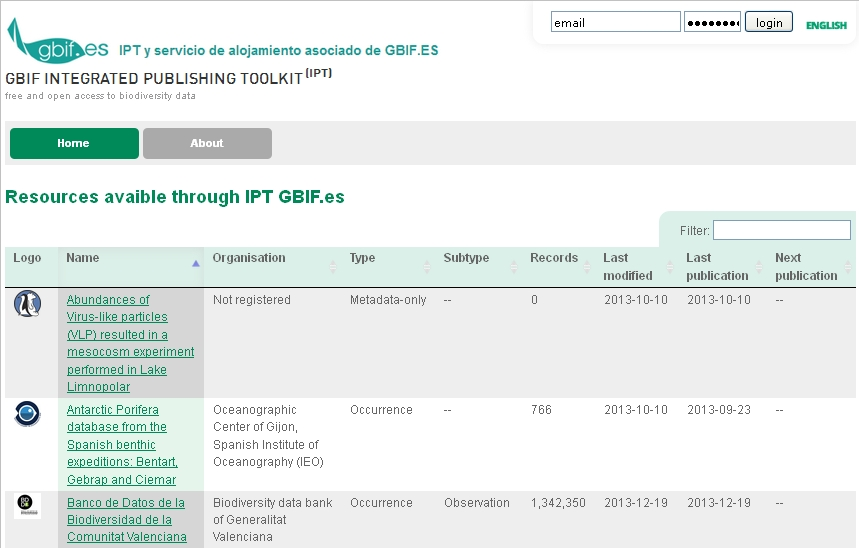 email
••••••••
login
ENGLISH
gbif.es
IPT y servicio de alojamiento asociado de GBIF.ES
GBIF INTEGRATED PUBLISHING TOOLKIT(IPT)
free and open access to biodiversity data
Home
About
Resources avaible through IPT GBIF.es
Filter:
Logo
Name
Organisation
Type
Subtype
Records
Last
modified
Last
publication
Next
publication
Abundances of
Virus-like particles
(VLP) resulted in a
mesocosm experiment
performed in Lake
Limnopolar
Not registered
Metadata-only
--
0
2013-10-10
2013-10-10
--
Antarctic Porifera
database from the
Spanish benthic
expeditions: Bentart,
Gebrap and Ciemar
Oceanographic
Center of Gijon,
Spanish Institute of
Oceanography (IEO)
Occurrence
--
766
2013-10-10
2013-09-23
--
Banco de Datos de la
Biodiversidad de la
Comunitat Valenciana
Biodiversity data bank
of Generalitat
Valenciana
Occurrence
Observation
1,342,350
2013-12-19
2013-12-19
--